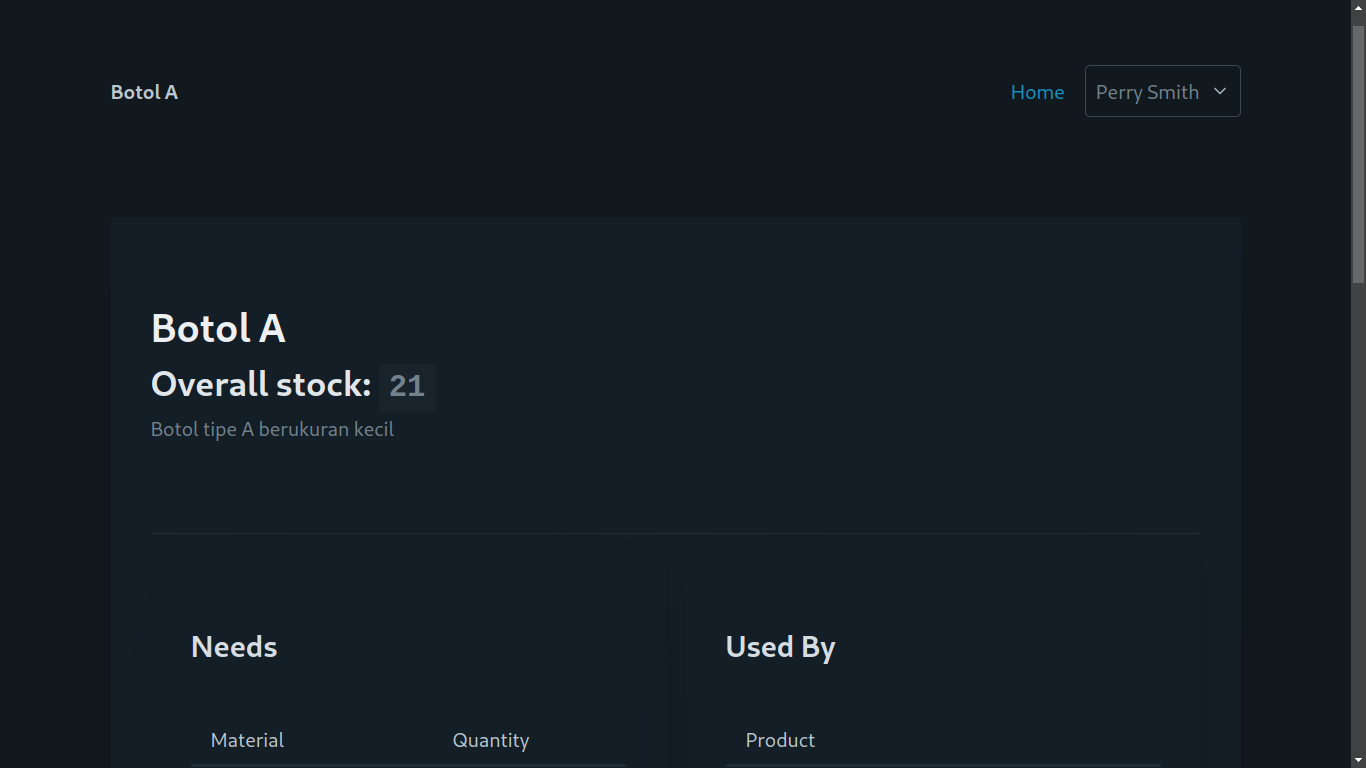 Botol A
Home
Perry Smith
Botol A
Overall stock: 21
Botol tipe A berukuran kecil
Needs
Used By
Material Quantity
Product